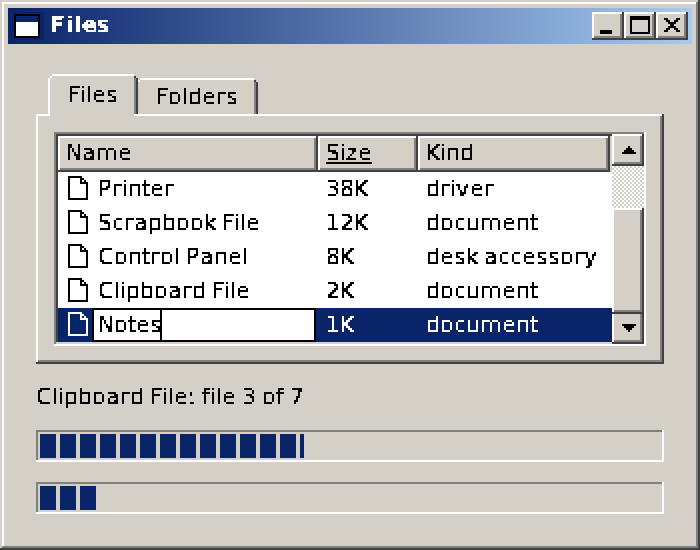 Files
Files Folders
Name Size Kind
Printer 38K driver
Scrapbook File 12K document
Control Panel 8K desk accessory
Clipboard File 2K document
Notes 1K document
Clipboard File: file 3 of 7